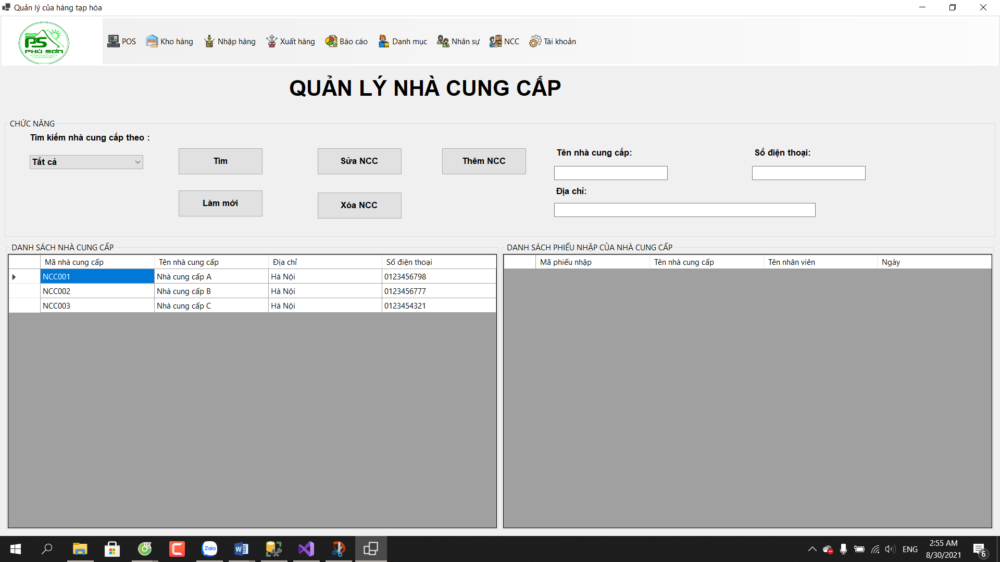 Quản lý của hàng tạp hóa
PS
PHÚ SƠN
POS Kho hàng Nhập hàng Xuất hàng Báo cáo Danh mục Nhân sự NCC Tài khoản
QUẢN LÝ NHÀ CUNG CẤP
CHỨC NĂNG
Tìm kiếm nhà cung cấp theo :
Tất cả
Tìm
Sửa NCC
Thêm NCC
Tên nhà cung cấp:
Số điện thoại:
Địa chỉ:
Làm mới
Xóa NCC
DANH SÁCH NHÀ CUNG CẤP
Mã nhà cung cấp Tên nhà cung cấp Địa chỉ Số điện thoại
NCC001 Nhà cung cấp A Hà Nội 0123456798
NCC002 Nhà cung cấp B Hà Nội 0123456777
NCC003 Nhà cung cấp C Hà Nội 0123454321
DANH SÁCH PHIẾU NHẬP CỦA NHÀ CUNG CẤP
Mã phiếu nhập Tên nhà cung cấp Tên nhân viên Ngày
Zalo
ENG
2:55 AM
8/30/2021
6